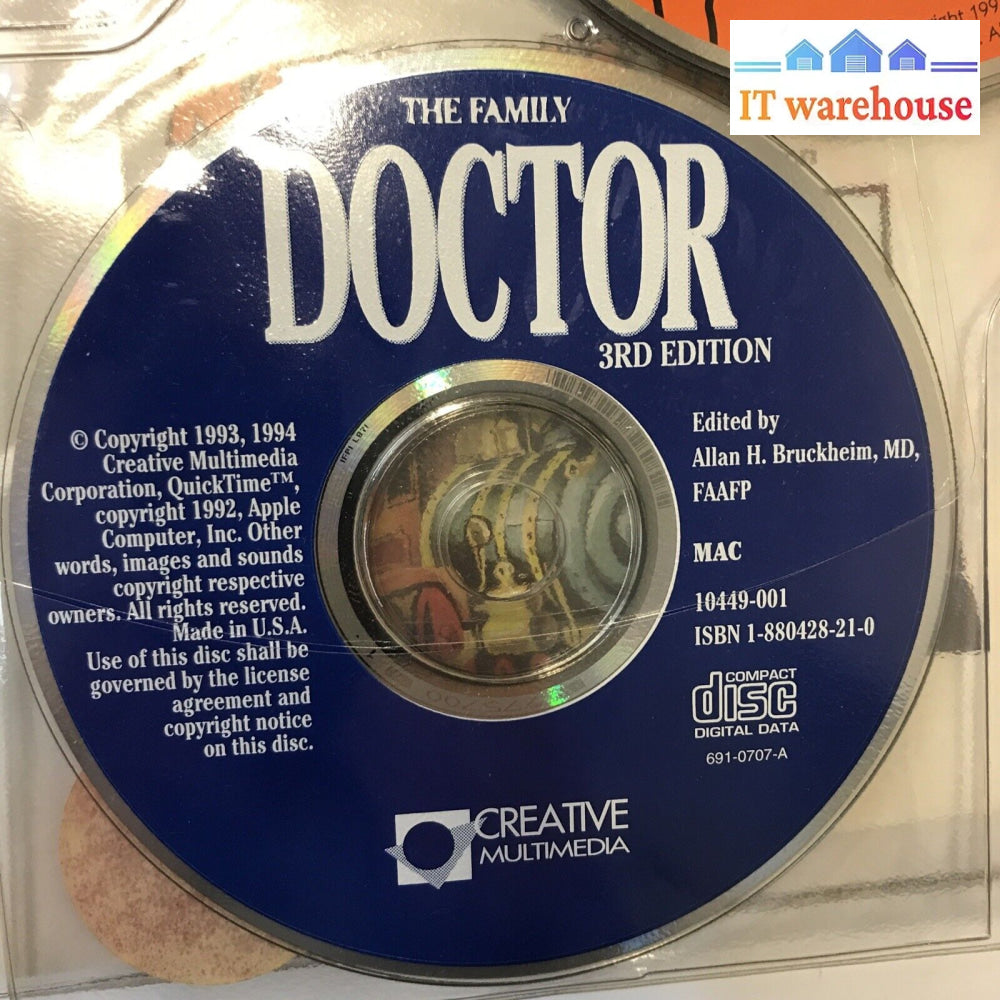 IT warehouse
THE FAMILY
DOCTOR
3RD EDITION
© Copyright 1993, 1994
Creative Multimedia
Corporation, QuickTime™,
copyright 1992, Apple
Computer, Inc. Other
words, images and sounds
copyright respective
owners. All rights reserved.
Made in U.S.A.
Use of this disc shall be
governed by the license
agreement and
copyright notice
on this disc.
Edited by
Allan H. Bruckheim, MD,
FAAFP
MAC
10449-001
ISBN 1-880428-21-0
COMPACT
disc
DIGITAL DATA
691-0707-A
CREATIVE
MULTIMEDIA